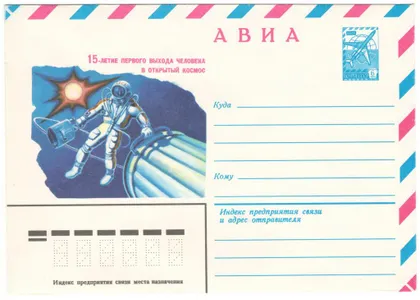 АВИА
15-ЛЕТИЕ ПЕРВОГО ВЫХОДА ЧЕЛОВЕКА
В ОТКРЫТЫЙ КОСМОС
Куда
Кому
Индекс предприятия связи
и адрес отправителя
Индекс предприятия связи места назначения